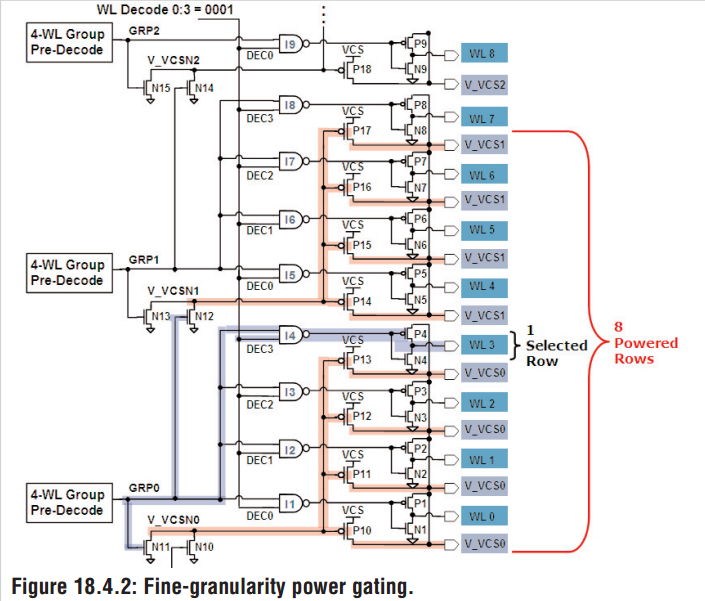 WL Decode 0:3 = 0001
4-WL Group
Pre-Decode
GRP2
I9
DEC0
P9
N9
WL 8
V_VCSN2
VCS
P18
V_VCS2
N15
N14
I8
DEC3
P8
N8
WL 7
VCS
P17
V_VCS1
I7
DEC2
P7
N7
WL 6
VCS
P16
V_VCS1
I6
DEC1
P6
N6
WL 5
VCS
P15
V_VCS1
4-WL Group
Pre-Decode
GRP1
I5
DEC0
P5
N5
WL 4
V_VCSN1
VCS
P14
V_VCS1
N13
N12
I4
DEC3
P4
N4
WL 3
1
Selected
Row
8
Powered
Rows
VCS
P13
V_VCS0
I3
DEC2
P3
N3
WL 2
VCS
P12
V_VCS0
I2
DEC1
P2
N2
WL 1
VCS
P11
V_VCS0
4-WL Group
Pre-Decode
GRP0
I1
DEC0
P1
N1
WL 0
V_VCSN0
VCS
P10
V_VCS0
N11
N10
Figure 18.4.2: Fine-granularity power gating.